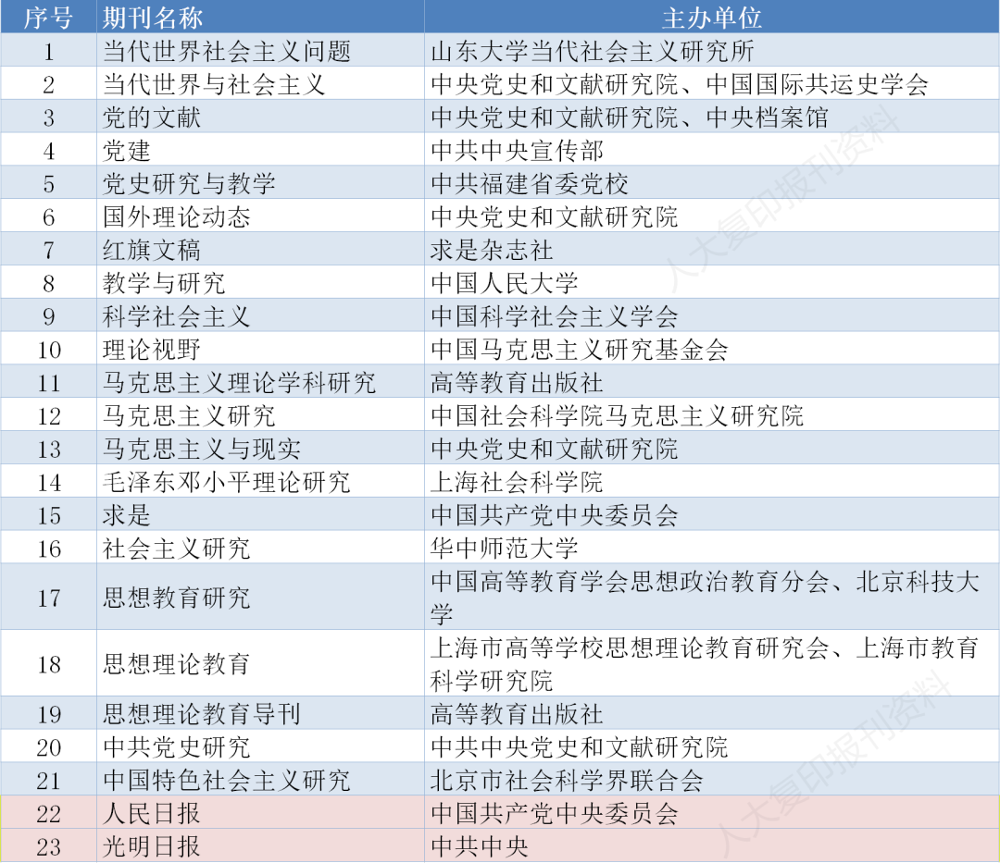 序号 期刊名称 主办单位
1 当代世界社会主义问题 山东大学当代社会主义研究所
2 当代世界与社会主义 中央党史和文献研究院、中国国际共运史学会
3 党的文献 中央党史和文献研究院、中央档案馆
4 党建 中共中央宣传部
5 党史研究与教学 中共福建省委党校
6 国外理论动态 中央党史和文献研究院
7 红旗文稿 求是杂志社
8 教学与研究 中国人民大学
9 科学社会主义 中国科学社会主义学会
10 理论视野 中国马克思主义研究基金会
11 马克思主义理论学科研究 高等教育出版社
12 马克思主义研究 中国社会科学院马克思主义研究院
13 马克思主义与现实 中央党史和文献研究院
14 毛泽东邓小平理论研究 上海社会科学院
15 求是 中国共产党中央委员会
16 社会主义研究 华中师范大学
17 思想教育研究 中国高等教育学会思想政治教育分会、北京科技大
学
18 思想理论教育 上海市高等学校思想理论教育研究会、上海市教育
科学研究院
19 思想理论教育导刊 高等教育出版社
20 中共党史研究 中共中央党史和文献研究院
21 中国特色社会主义研究 北京市社会科学界联合会
22 人民日报 中国共产党中央委员会
23 光明日报 中共中央
人大复印报刊资料
人大复印报刊资料